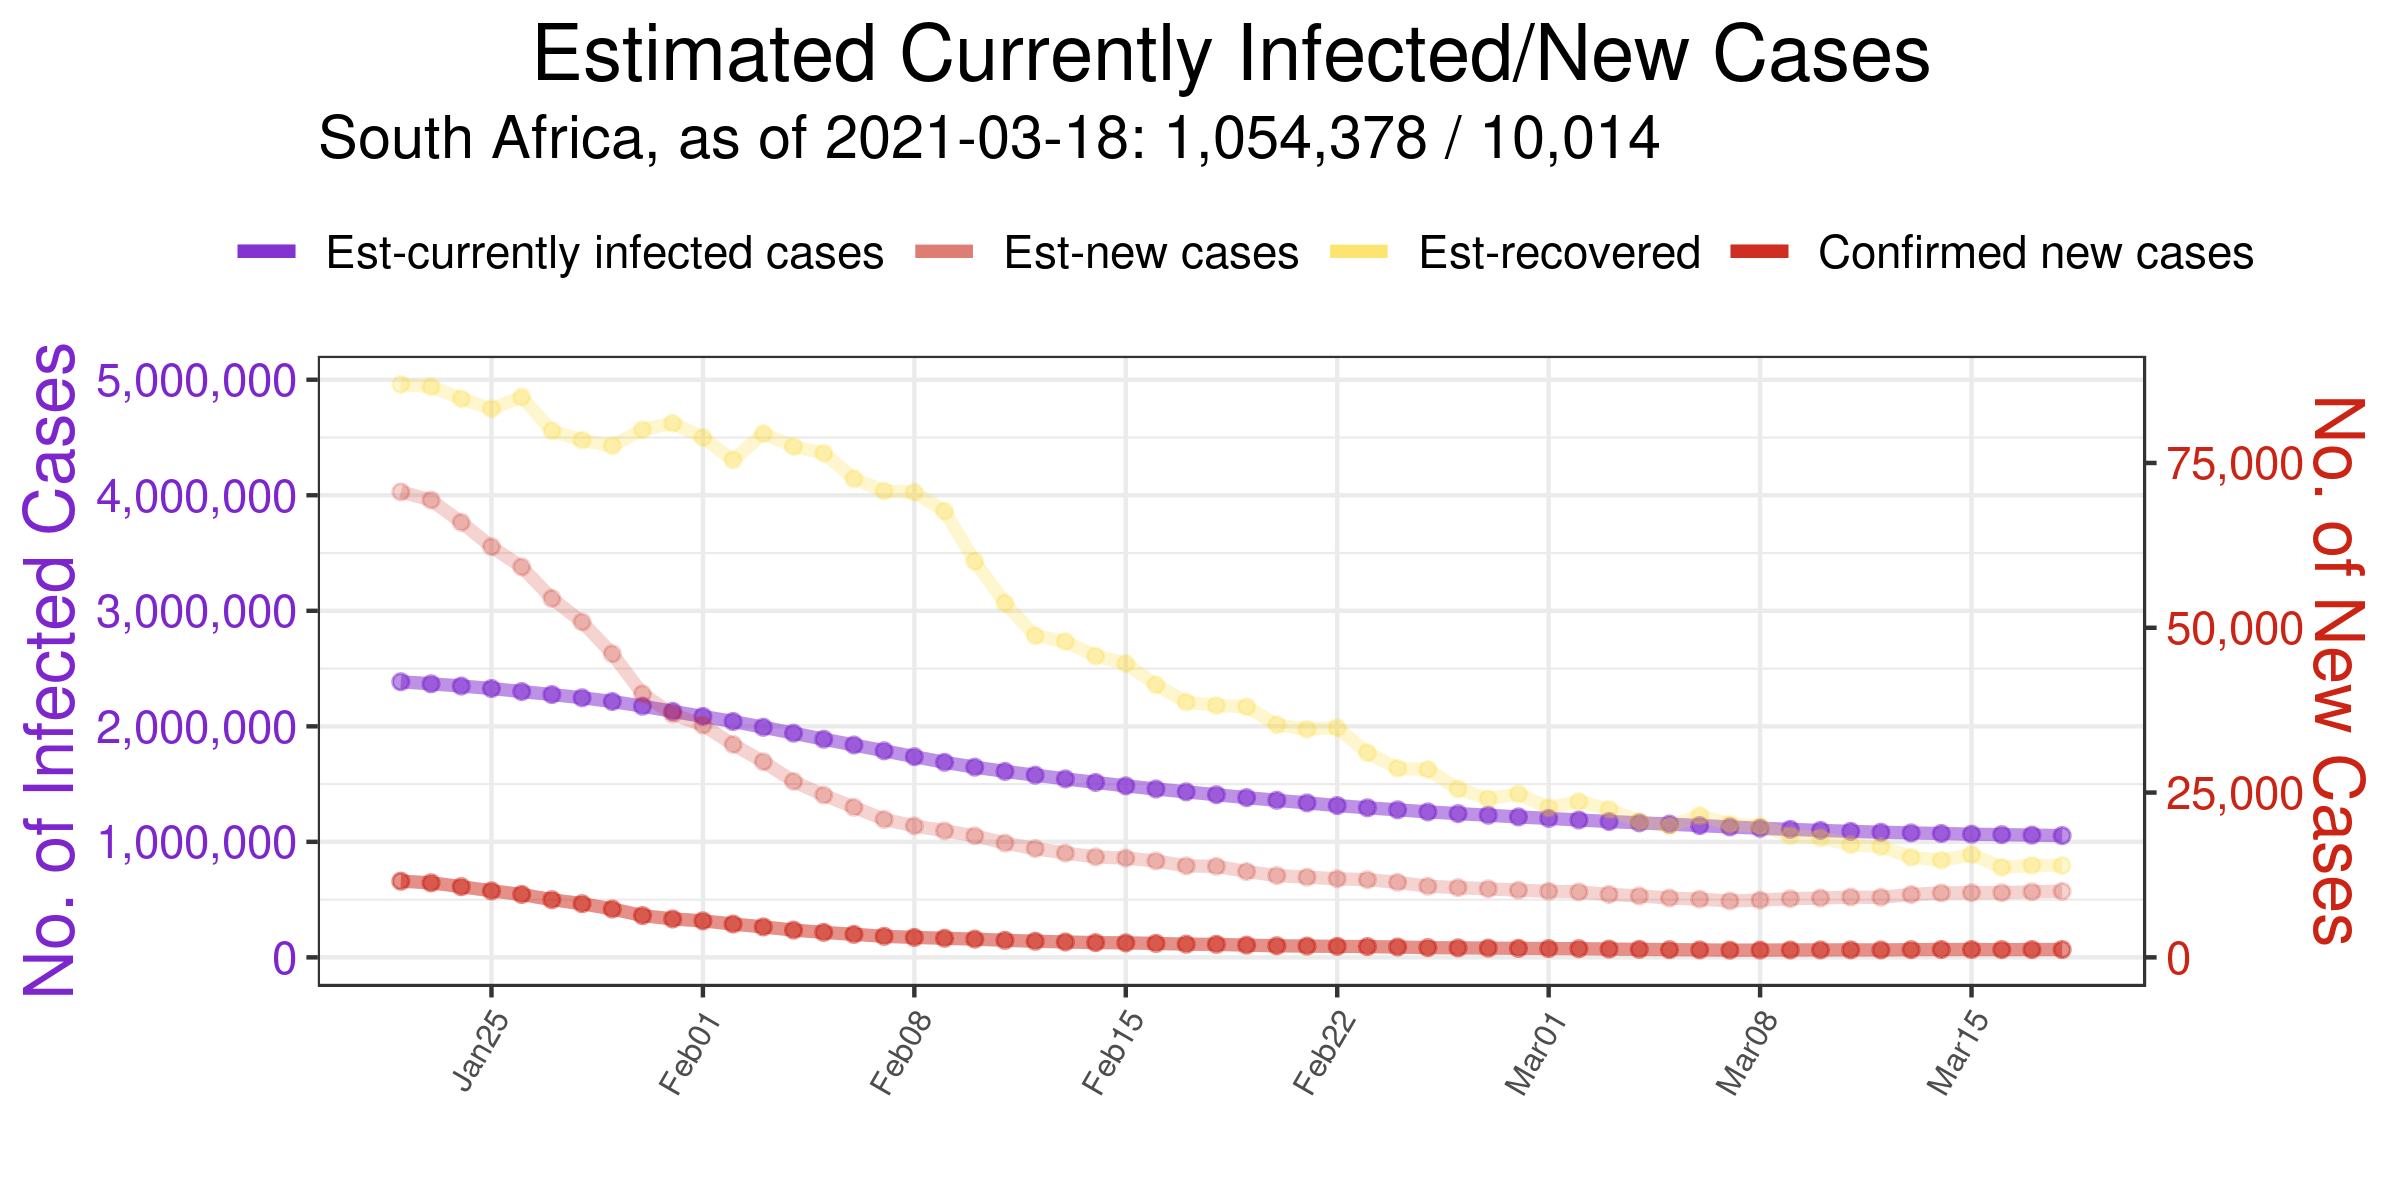 Estimated Currently Infected/New Cases
South Africa, as of 2021-03-18: 1,054,378 / 10,014
Est-currently infected cases Est-new cases Est-recovered Confirmed new cases
No. of Infected Cases
5,000,000
4,000,000
3,000,000
2,000,000
1,000,000
0
75,000
50,000
25,000
0
No. of New Cases
Jan25 Feb01 Feb08 Feb15 Feb22 Mar01 Mar08 Mar15